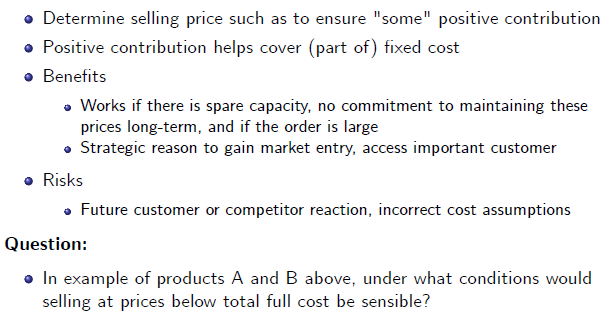 Determine selling price such as to ensure "some" positive contribution
Positive contribution helps cover (part of) fixed cost
Benefits
Works if there is spare capacity, no commitment to maintaining these
prices long-term, and if the order is large
Strategic reason to gain market entry, access important customer
Risks
Future customer or competitor reaction, incorrect cost assumptions
Question:
In example of products A and B above, under what conditions would
selling at prices below total full cost be sensible?